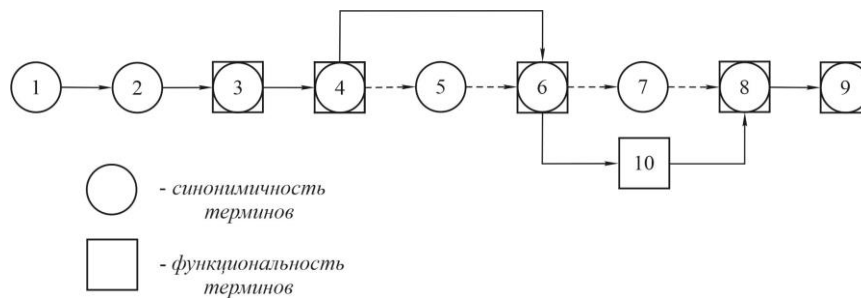 1 2 3 4 5 6 7 8 9
10
- синонимичность
терминов
- функциональность
терминов